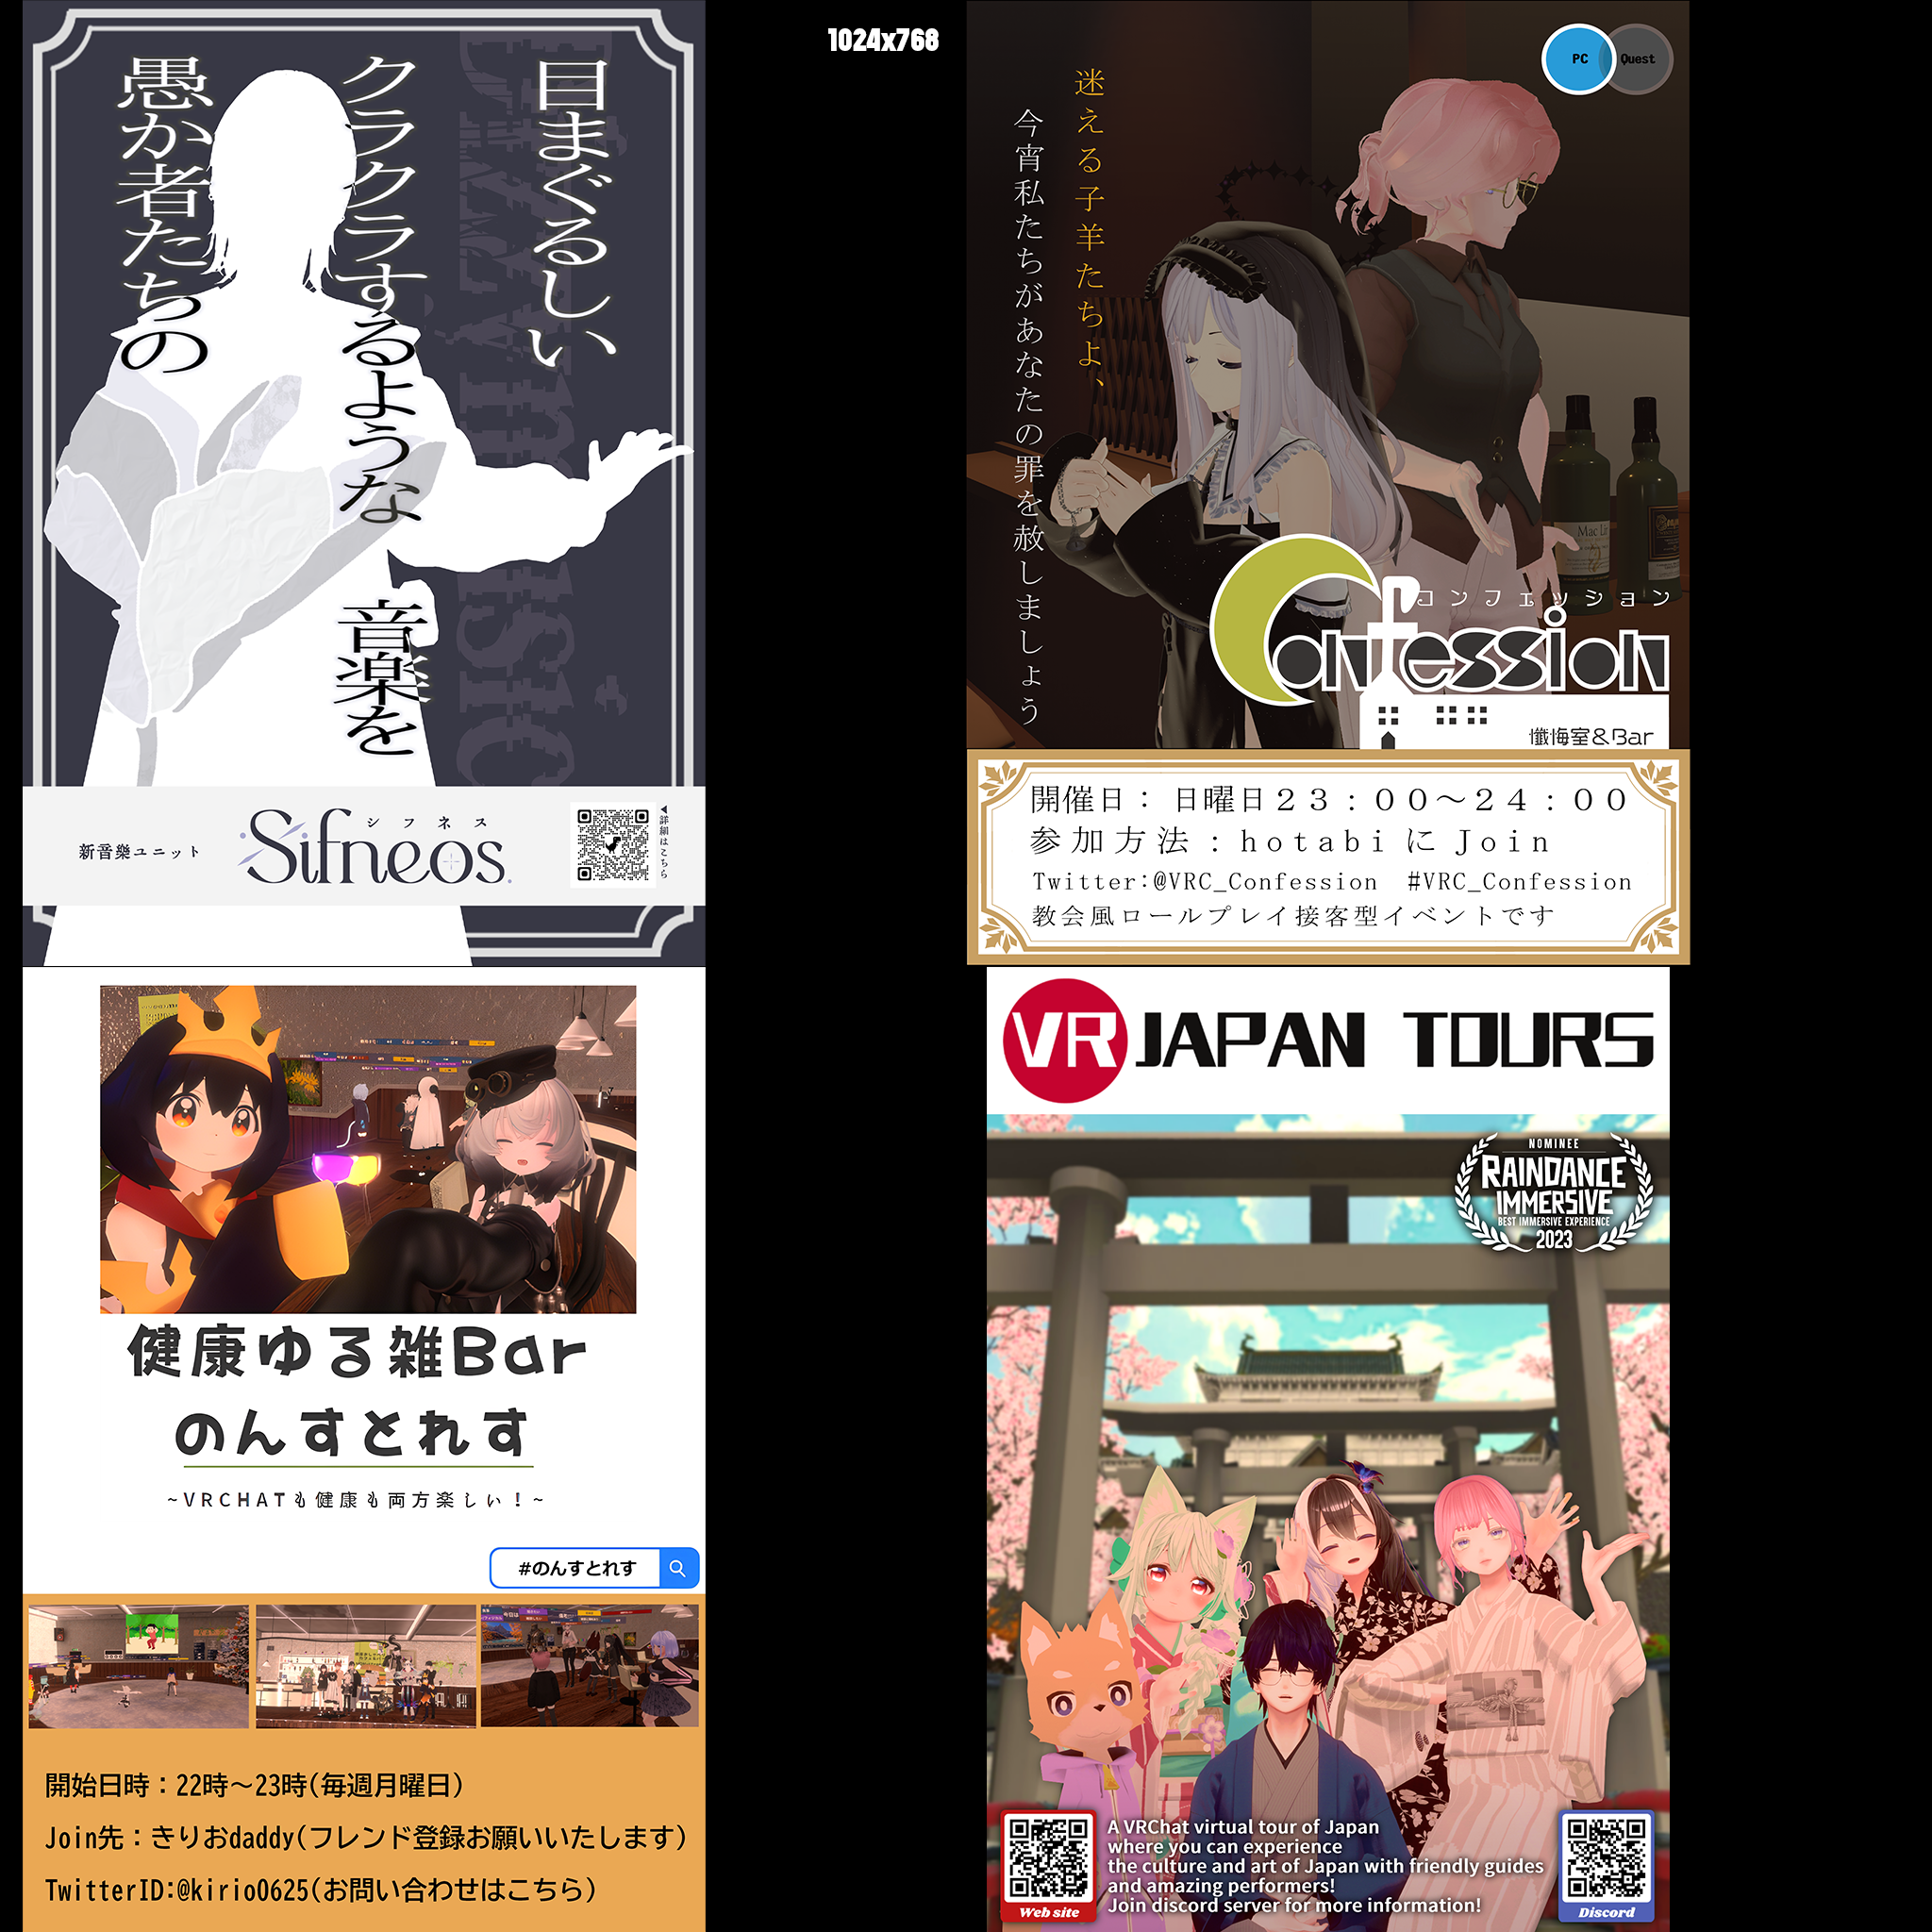 目まぐるしい
クラクラするような
音楽を
愚か者たちの
新音樂ユニット
シフネス
Sifneos
◀詳細はこちら
1024x768
PC
Quest
迷える子羊たちよ、
今宵私たちがあなたの罪を赦しましょう
コンフェッション
Confession
懺悔室&Bar
開催日：日曜日２３：００～２４：００
参加方法：hotabiにJoin
Twitter:@VRC_Confession #VRC_Confession
教会風ロールプレイ接客型イベントです
健康ゆる雑Bar
のんすとれす
~VRCHATも健康も両方楽しい！~
#のんすとれす
開始日時：22時～23時(毎週月曜日)
Join先：きりおdaddy(フレンド登録お願いいたします)
TwitterID:@kirio0625(お問い合わせはこちら)
VR JAPAN TOURS
NOMINEE
RAINDANCE
IMMERSIVE
BEST IMMERSIVE EXPERIENCE
2023
A VRChat virtual tour of Japan
where you can experience
the culture and art of Japan with friendly guides
and amazing performers!
Join discord server for more information!
Web site
Discord